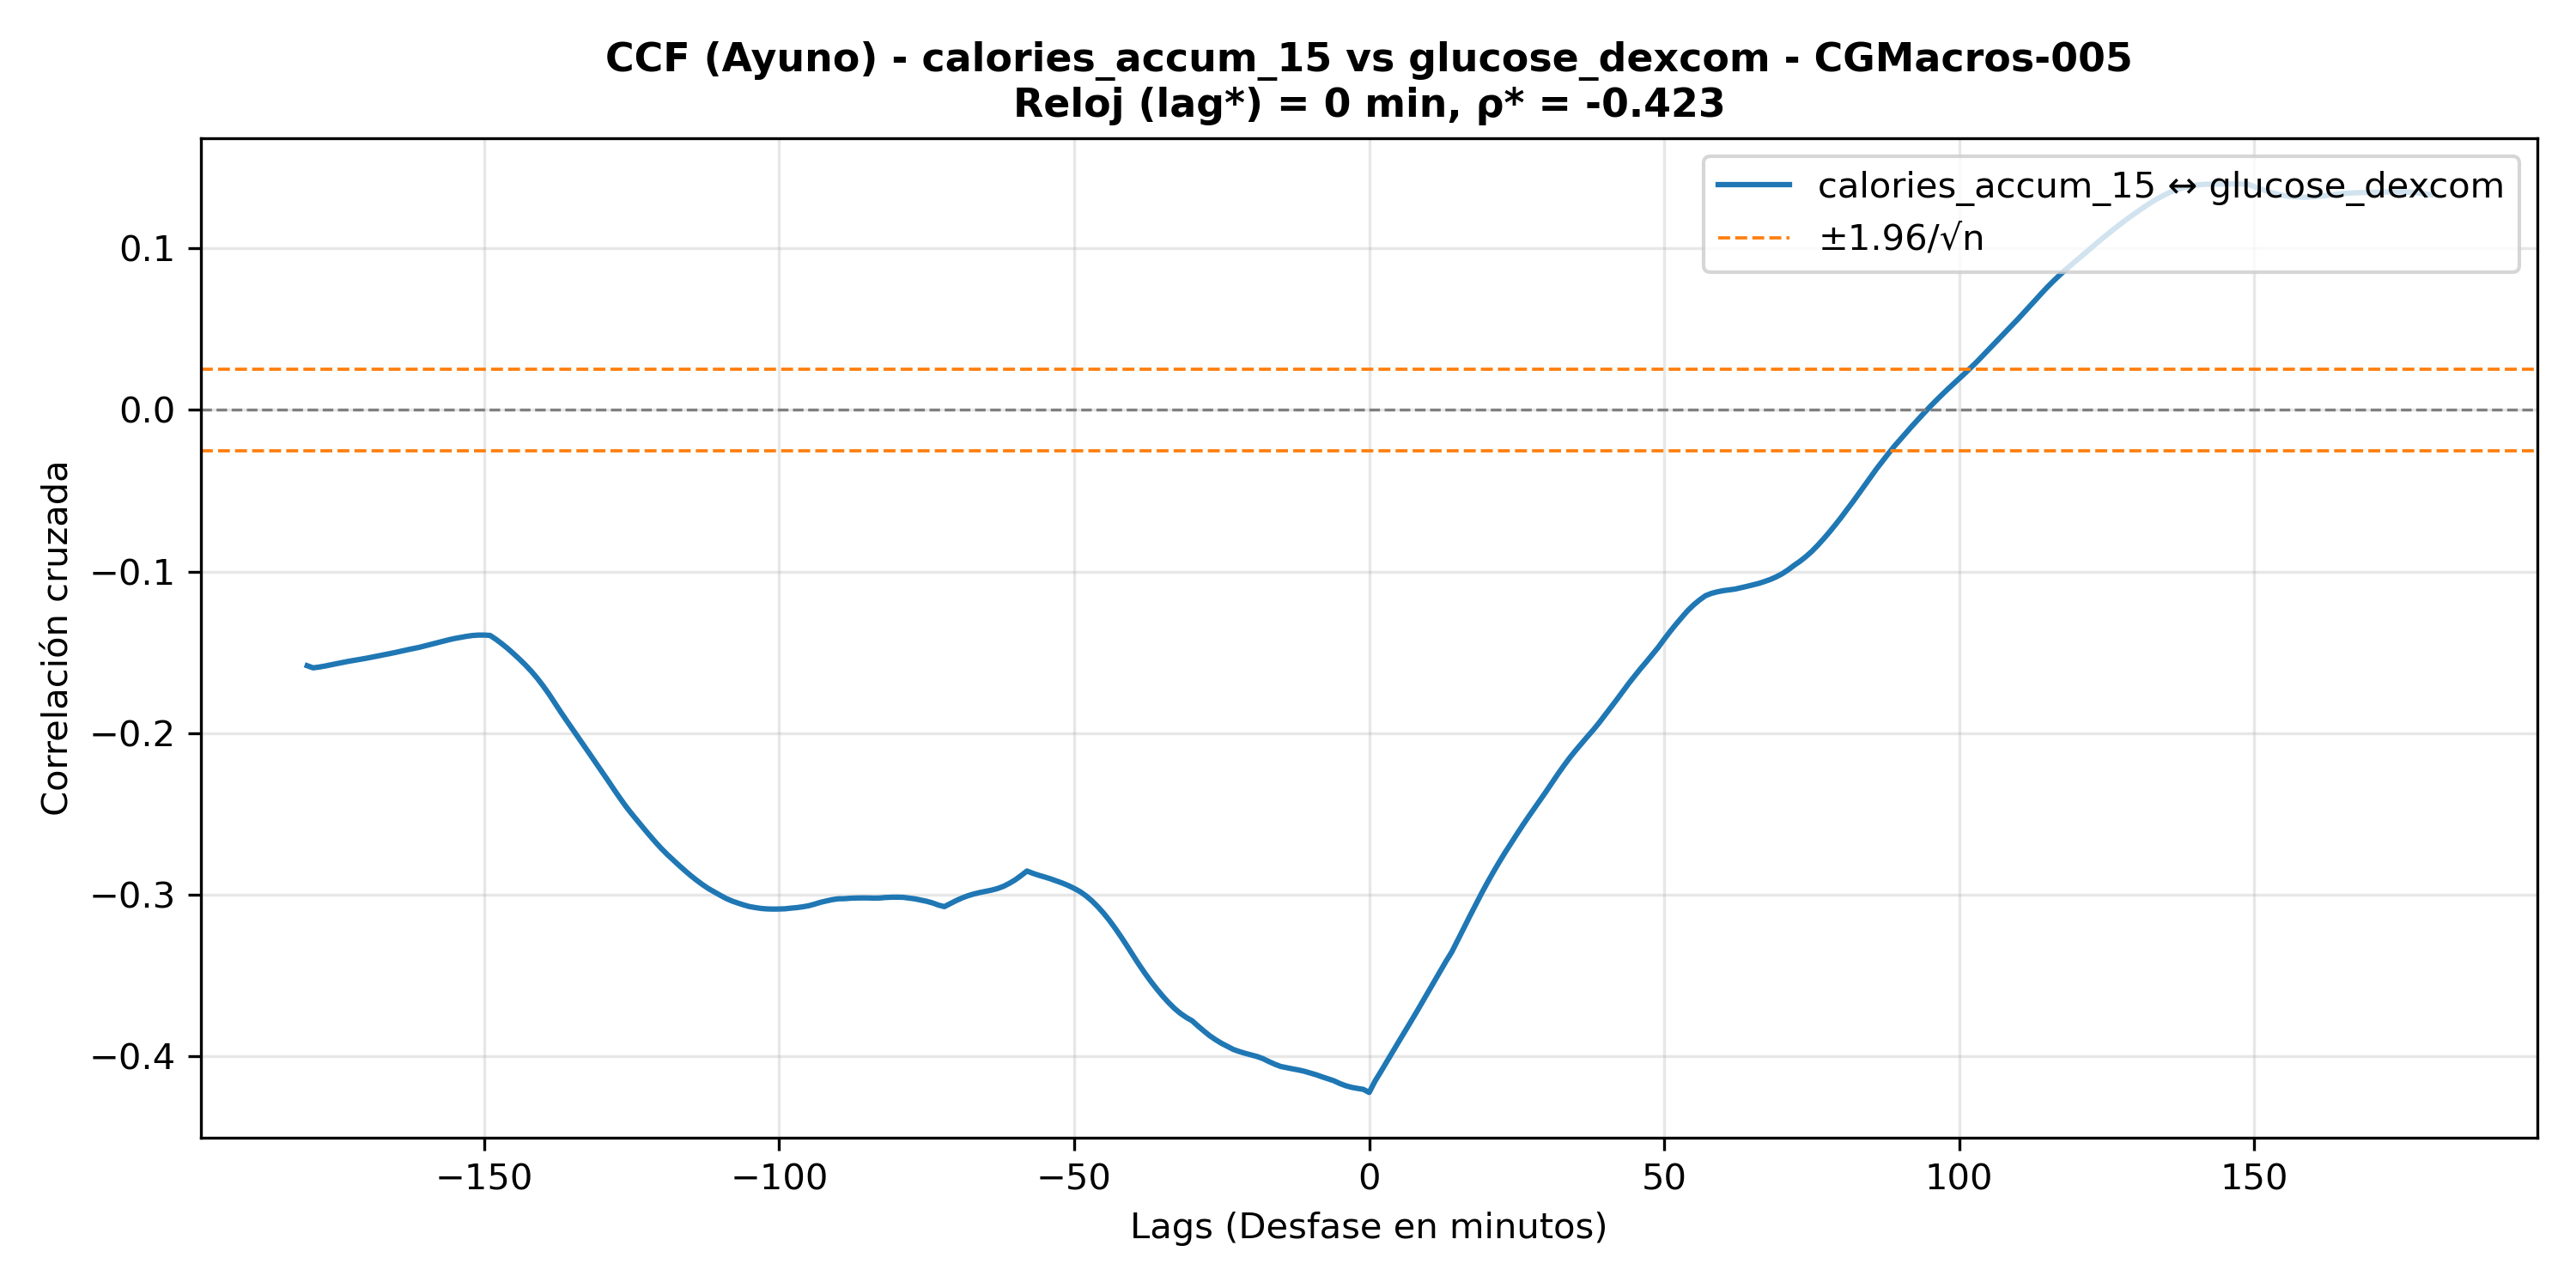 CCF (Ayuno) - calories_accum_15 vs glucose_dexcom - CGMacros-005
Reloj (lag*) = 0 min, ρ* = -0.423
calories_accum_15 ↔ glucose_dexcom
±1.96/√n
0.1
0.0
−0.1
−0.2
−0.3
−0.4
Correlación cruzada
−150
−100
−50
0
50
100
150
Lags (Desfase en minutos)